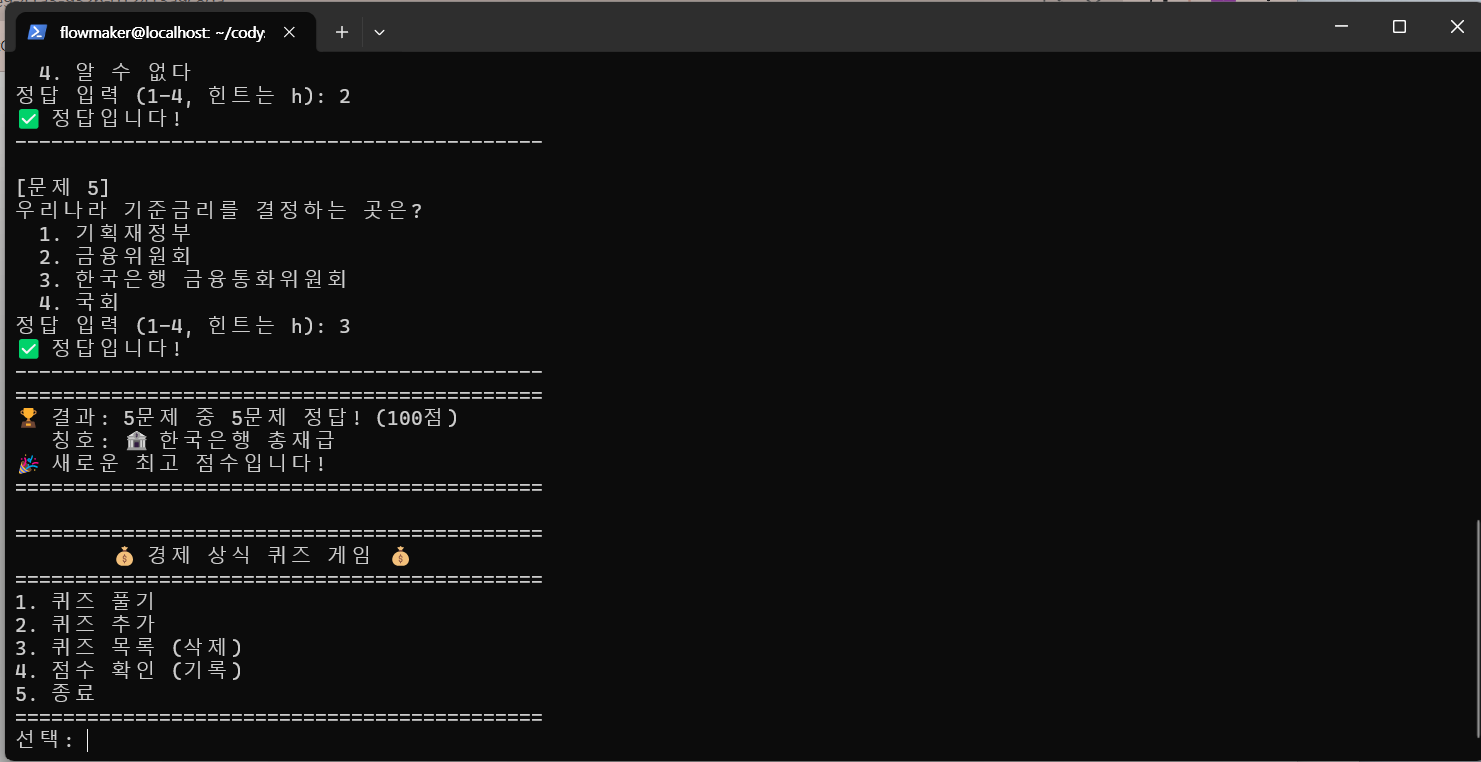 flowmaker@localhost: ~/cody
4. 알 수 없다
정답 입력 (1-4, 힌트는 h): 2
✅ 정답입니다!
--------------------------------------------
[문제 5]
우리나라 기준금리를 결정하는 곳은?
1. 기획재정부
2. 금융위원회
3. 한국은행 금융통화위원회
4. 국회
정답 입력 (1-4, 힌트는 h): 3
✅ 정답입니다!
--------------------------------------------
============================================
🏆 결과: 5문제 중 5문제 정답! (100점)
칭호: 🏛️ 한국은행 총재급
🎉 새로운 최고 점수입니다!
============================================
============================================
💰 경제 상식 퀴즈 게임 💰
============================================
1. 퀴즈 풀기
2. 퀴즈 추가
3. 퀴즈 목록 (삭제)
4. 점수 확인 (기록)
5. 종료
============================================
선택: